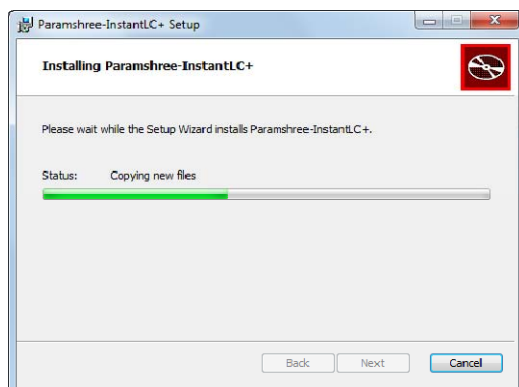 Paramshree-InstantLC+ Setup
Installing Paramshree-InstantLC+
Please wait while the Setup Wizard installs Paramshree-InstantLC+.
Status: Copying new files
Back Next Cancel